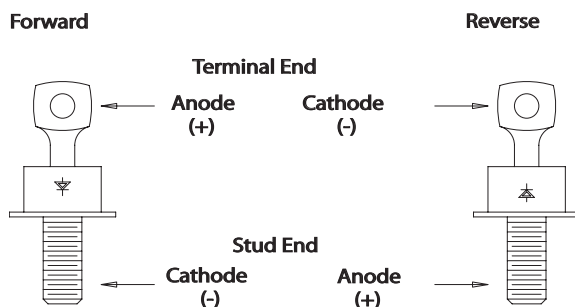 Forward
Reverse
Terminal End
Anode
(+)
Cathode
(-)
Stud End
Cathode
(-)
Anode
(+)